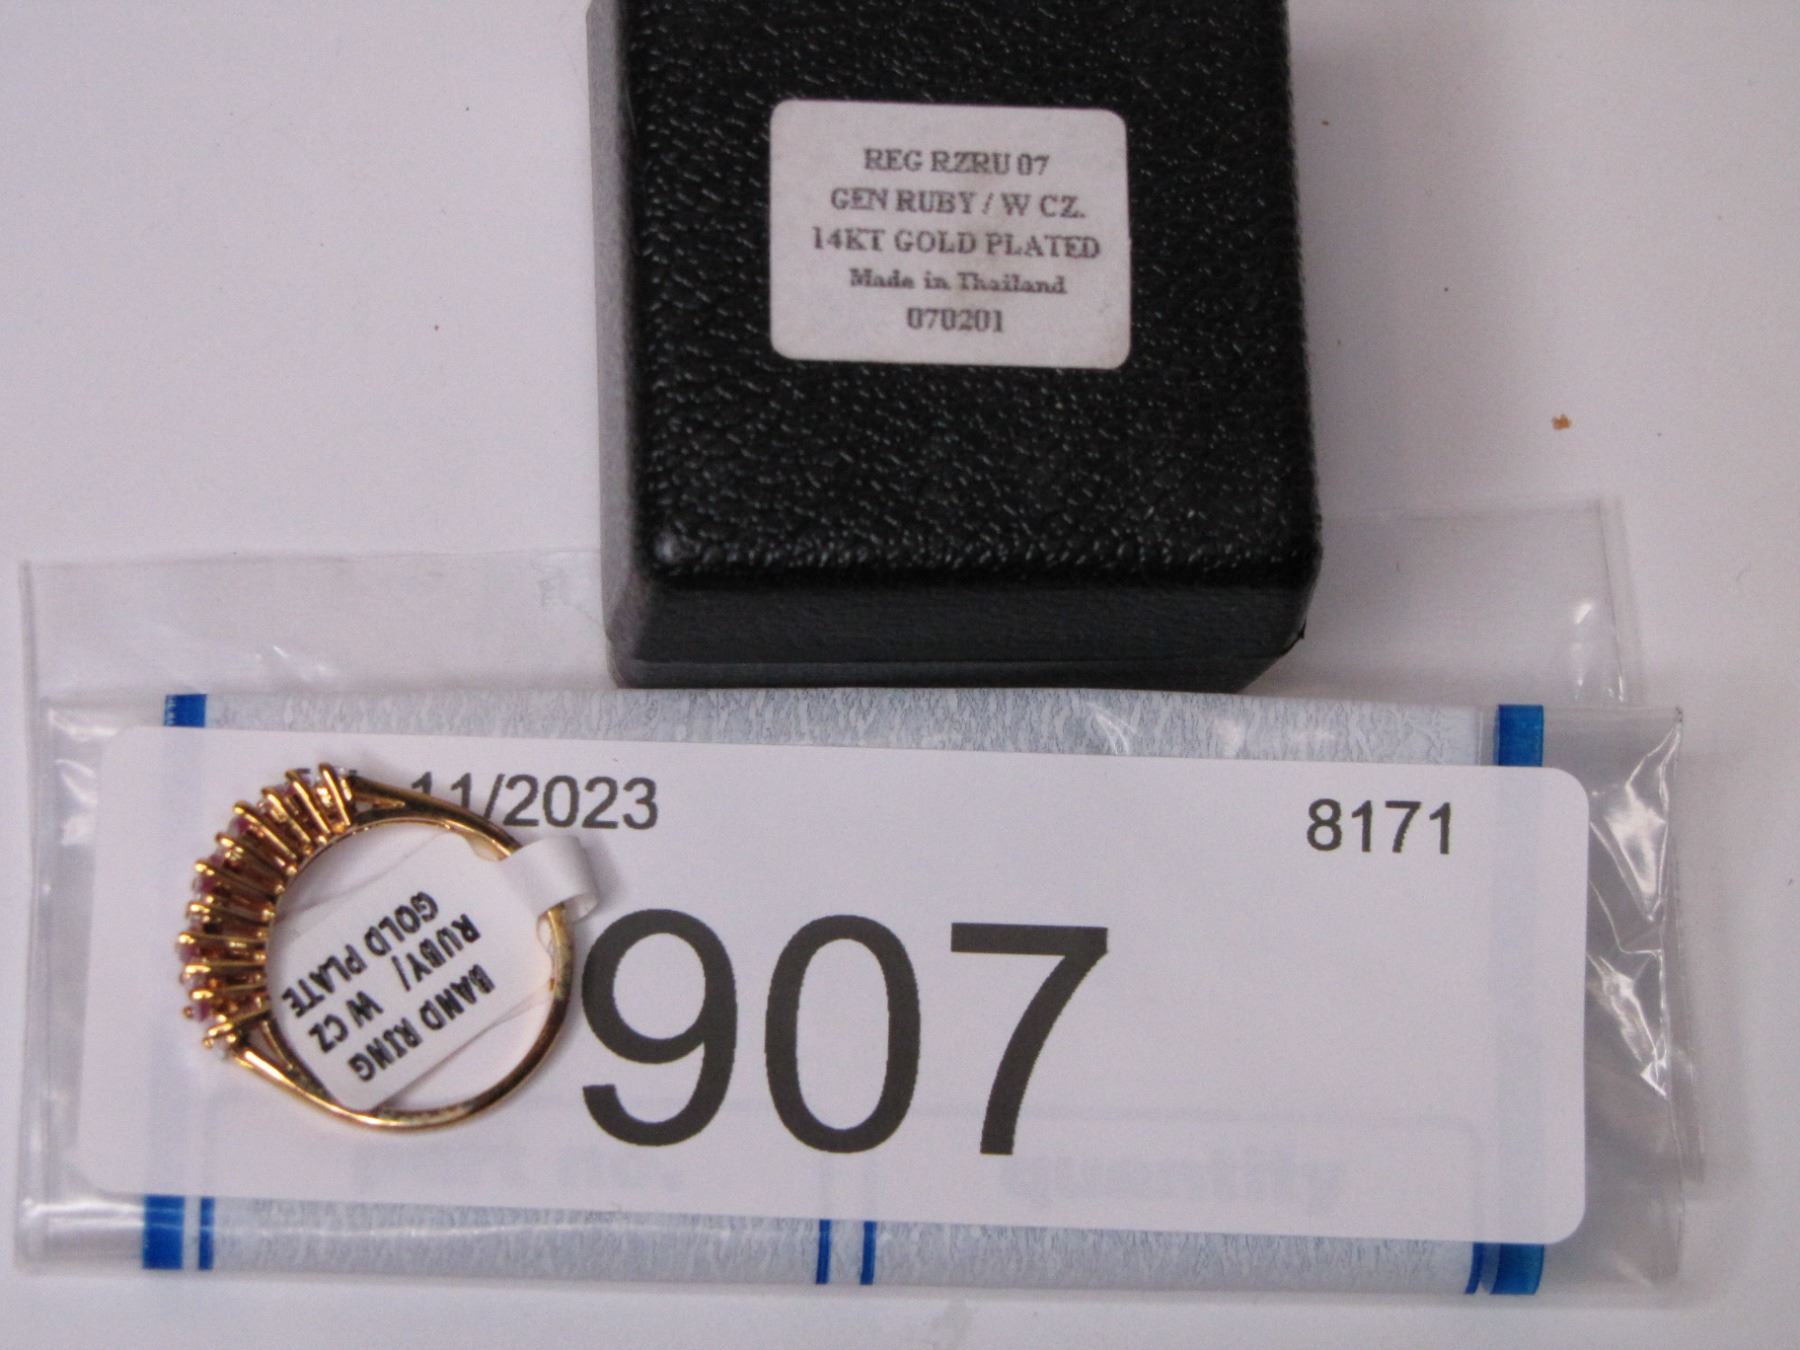 REG RZRU 07
GEN RUBY / W CZ.
14KT GOLD PLATED
Made in Thailand
070201
11/2023
8171
907
BAND RING
RUBY/ W CZ
GOLD PLATE
quantity